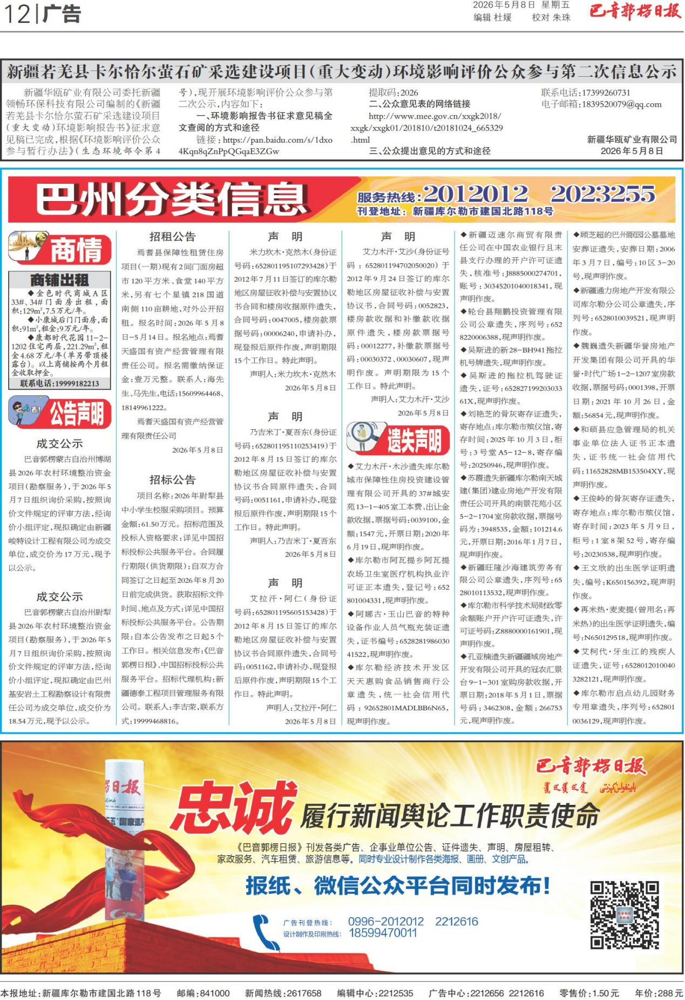 12 广告
2026年5月8日 星期五
编辑 杜媛 校对 朱珠
巴音郭楞日报
新疆若羌县卡尔恰尔萤石矿采选建设项目(重大变动)环境影响评价公众参与第二次信息公示
新疆华瓯矿业有限公司委托新疆
领畅环保科技有限公司编制的《新疆
若羌县卡尔恰尔萤石矿采选建设项目
(重大变动)环境影响报告书》征求意
见稿已完成,根据《环境影响评价公众
参与暂行办法》(生态环境部令第4
号),现开展环境影响评价公众参与第
二次公示,内容如下:
一、环境影响报告书征求意见稿全
文查阅的方式和途径
链接:https://pan.baidu.com/s/1dxo
4Kqn8qZnPpQGqaE3ZGw
提取码:2026
二、公众意见表的网络链接
http://www.mee.gov.cn/xxgk2018/
xxgk/xxgk01/201810/t20181024_665329
.html
三、公众提出意见的方式和途径
联系电话:17399260731
电子邮箱:1839520079@qq.com
新疆华瓯矿业有限公司
2026年5月8日
巴州分类信息
服务热线:2012012 2023255
刊登地址:新疆库尔勒市建国北路118号
商情
商铺出租
◆金色时代商城A区
33#、34#门面房出租,面
积:129m²,7.5万元/年。
◆小康城后门门面房,面
积:91m²,租金:9万元/年。
◆康都时代花园11-2-
1202住宅两层,221.29m²,租
金4.68万元/年(单另带顶楼
露台)。以上商铺按两个月租
金收取押金。
联系电话:19999182213
看!
公告声明
成交公示
巴音郭楞蒙古自治州博湖
县2026年农村环境整治资金
项目(勘察服务),于2026年5
月7日组织询价采购,按照询
价文件规定的评审方法,经询
价小组评定,现拟确定由新疆
峻特设计工程有限公司为成交
单位,成交价为17万元,现予
以公示。
成交公示
巴音郭楞蒙古自治州尉犁
县2026年农村环境整治资金
项目(勘察服务),于2026年5
月7日组织询价采购,按照询
价文件规定的评审方法,经询
价小组评定,现拟确定由巴州
基安岩土工程勘察设计有限责
任公司为成交单位,成交价为
18.54万元,现予以公示。
招租公告
焉耆县保障性租赁住房
项目(一期)现有2间门面房超
市120平方米、食堂140平方
米,另有七个星镇218国道
南侧110亩耕地,对外公开招
租。报名时间:2026年5月8
日-5月14日。报名地点:焉耆
天盛国有资产经营管理有限
责任公司。报名需缴纳保证
金:壹万元整。联系人:海先
生、马先生,电话:15609964468、
18149961222。
焉耆天盛国有资产经营管
理有限责任公司
2026年5月8日
招标公告
项目名称:2026年尉犁县
中小学生校服采购项目。预算
金额:61.50万元。招标范围及
投标人资格要求:详见中国招
标投标公共服务平台。合同履
行期限(供货期限):自双方合
同签订之日起至2026年8月20
日前完成供货。获取招标文件
时间、地点及方式:详见中国招
标投标公共服务平台。公告期
限:自本公告发布之日起5个
工作日。相关信息发布:《巴音
郭楞日报》、中国招标投标公共
服务平台。招标代理机构:新
疆德泰工程项目管理服务有限
公司。联系人:李吉荣,联系方
式:19999468816。
声 明
米力坎木·克然木(身份证
号码:652801195107293428)于
2012年7月11日签订的库尔勒
地区房屋征收补偿与安置协议
书合同和楼房收据原件遗失,
合同号码:0047005,楼房款票
据号码:00006240,申请补办,
现登报后原件作废,声明期限
15个工作日。特此声明。
声明人:米力坎木·克然木
2026年5月8日
声 明
乃吉米丁·夏吾东(身份证
号码:652801195110253419)于
2012年8月15日签订的库尔
勒地区房屋征收补偿与安置
协议书合同原件遗失,合同
号码:0051161,申请补办,现登
报后原件作废,声明期限15个
工作日。特此声明。
声明人:乃吉米丁·夏吾东
2026年5月8日
声 明
艾拉汗·阿仁(身份证
号码:652801195605153428)于
2012年8月15日签订的库尔
勒地区房屋征收补偿与安置
协议书合同原件遗失,合同号
码:0051162,申请补办,现登报
后原件作废,声明期限15个工
作日。特此声明。
声明人:艾拉汗·阿仁
2026年5月8日
声 明
艾力木汗·艾沙(身份证号
码:652801194702050020)于
2012年9月24日签订的库尔
勒地区房屋征收补偿与安置
协议书,合同号码:0052823,
楼房款收据和补缴款收据
原件遗失,楼房款票据号
码:00012277,补缴款票据号
码:00030372、00030607,现声
明作废。声明期限为15个
工作日。特此声明。
声明人:艾力木汗·艾沙
2026年5月8日
遗失声明
◆艾力木汗·木沙遗失库尔勒
城市保障性住房投资建设管
理有限公司开具的37#城安
苑13-1-405室工本费、出让金
款收据,票据号码:0039100,金
额:1547元,开票日期:2020年
6月19日,现声明作废。
◆库尔勒市阿瓦提乡阿瓦提
农场卫生室医疗机构执业许
可证正本遗失,登记号:652
801004331,现声明作废。
◆阿娜古·玉山巴音的特种
设备作业人员气瓶充装证遗
失,证书编号:6528281986030
41522,现声明作废。
◆库尔勒经济技术开发区
天天惠购食品销售商行公
章遗失,统一社会信用代
码:92652801MADLBB6N65,
现声明作废。
◆新疆迈速尔商贸有限责
任公司在中国农业银行且末
县支行办理的开户许可证遗
失,核准号:J8885000274701,
账号:30345201040018341,现
声明作废。
◆轮台县翔鹏投资管理有限
公司公章遗失,序列号:652
8220006388,现声明作废。
◆吴斯进的新28-BH941拖拉
机号牌遗失,现声明作废。
◆吴斯进的拖拉机驾驶证
遗失,证号:652827199203033
61X,现声明作废。
◆刘艳芝的骨灰寄存证遗失,
寄存地点:库尔勒市殡仪馆,寄
存时间:2025年10月3日,柜
号:3号堂A5-12-8,寄存编
号:20250946,现声明作废。
◆苏霞遗失新疆库尔勒南天城
建(集团)建业房地产开发有限
责任公司开具的南景花苑小区
5-2-1704室房款收据,票据号
码为:3948535,金额:101214.6
元,开票日期:2016年1月7日,
现声明作废。
◆新疆旺隆沙海建筑劳务有
限公司公章遗失,序列号:65
28010113532,现声明作废。
◆库尔勒市科学技术局财政零
余额账户开户许可证遗失,许
可证号码:Z8880000161901,现
声明作废。
◆孔亚楠遗失新疆疆域房地产
开发有限公司开具的冠农汇景
台9-1-301室购房款收据,开
票日期:2018年5月1日,票据
号码:3462308,金额:266753
元,现声明作废。
◆顾芝超的巴州眠园公墓墓地
安葬证遗失,安葬日期:2006
年3月7日,编号:10区3-20
号,现声明作废。
◆新疆通力房地产开发有限公
司库尔勒分公司公章遗失,序
列号:6528010039521,现声明
作废。
◆魏巍遗失新疆华誉房地产
开发集团有限公司开具的华
誉·时代广场1-2-1207室房款
收据,票据号码:0001398,开票
日期:2021年10月26日,金
额:56854元,现声明作废。
◆和硕县应急管理局的机关
事业单位法人证书正本遗
失,证书统一社会信用代
码:11652828MB153504XY,现
声明作废。
◆王俊岭的骨灰寄存证遗失,
寄存地点:库尔勒市殡仪馆,
寄存时间:2023年5月9日,
柜号:1室8架52号,寄存编
号:20230538,现声明作废。
◆王文欣的出生医学证明遗
失,编号:K650156392,现声明
作废。
◆再米热·麦麦提(曾用名:再
米热)的出生医学证明遗失,编
号:N650129518,现声明作废。
◆艾柯代·牙生江的残疾人
证遗失,证号:6528012010040
3282121,现声明作废。
◆库尔勒市启点幼儿园财务
专用章遗失,序列号:652801
0036129,现声明作废。
巴音郭楞日报
忠诚 履行新闻舆论工作职责使命
《巴音郭楞日报》刊发各类广告、企事业单位公告、证件遗失、声明、房屋租转、
家政服务、汽车租赁、旅游信息等。同时专业设计制作各类海报、画册、文创产品。
报纸、微信公众平台同时发布!
广告刊登热线: 0996-2012012 2212616
设计制作及印刷热线: 18599470011
本报地址:新疆库尔勒市建国北路118号 邮编:841000 新闻热线:2617658 编辑中心:2212535 广告中心:2212656 2212616 零售价:1.50元 年价:288元